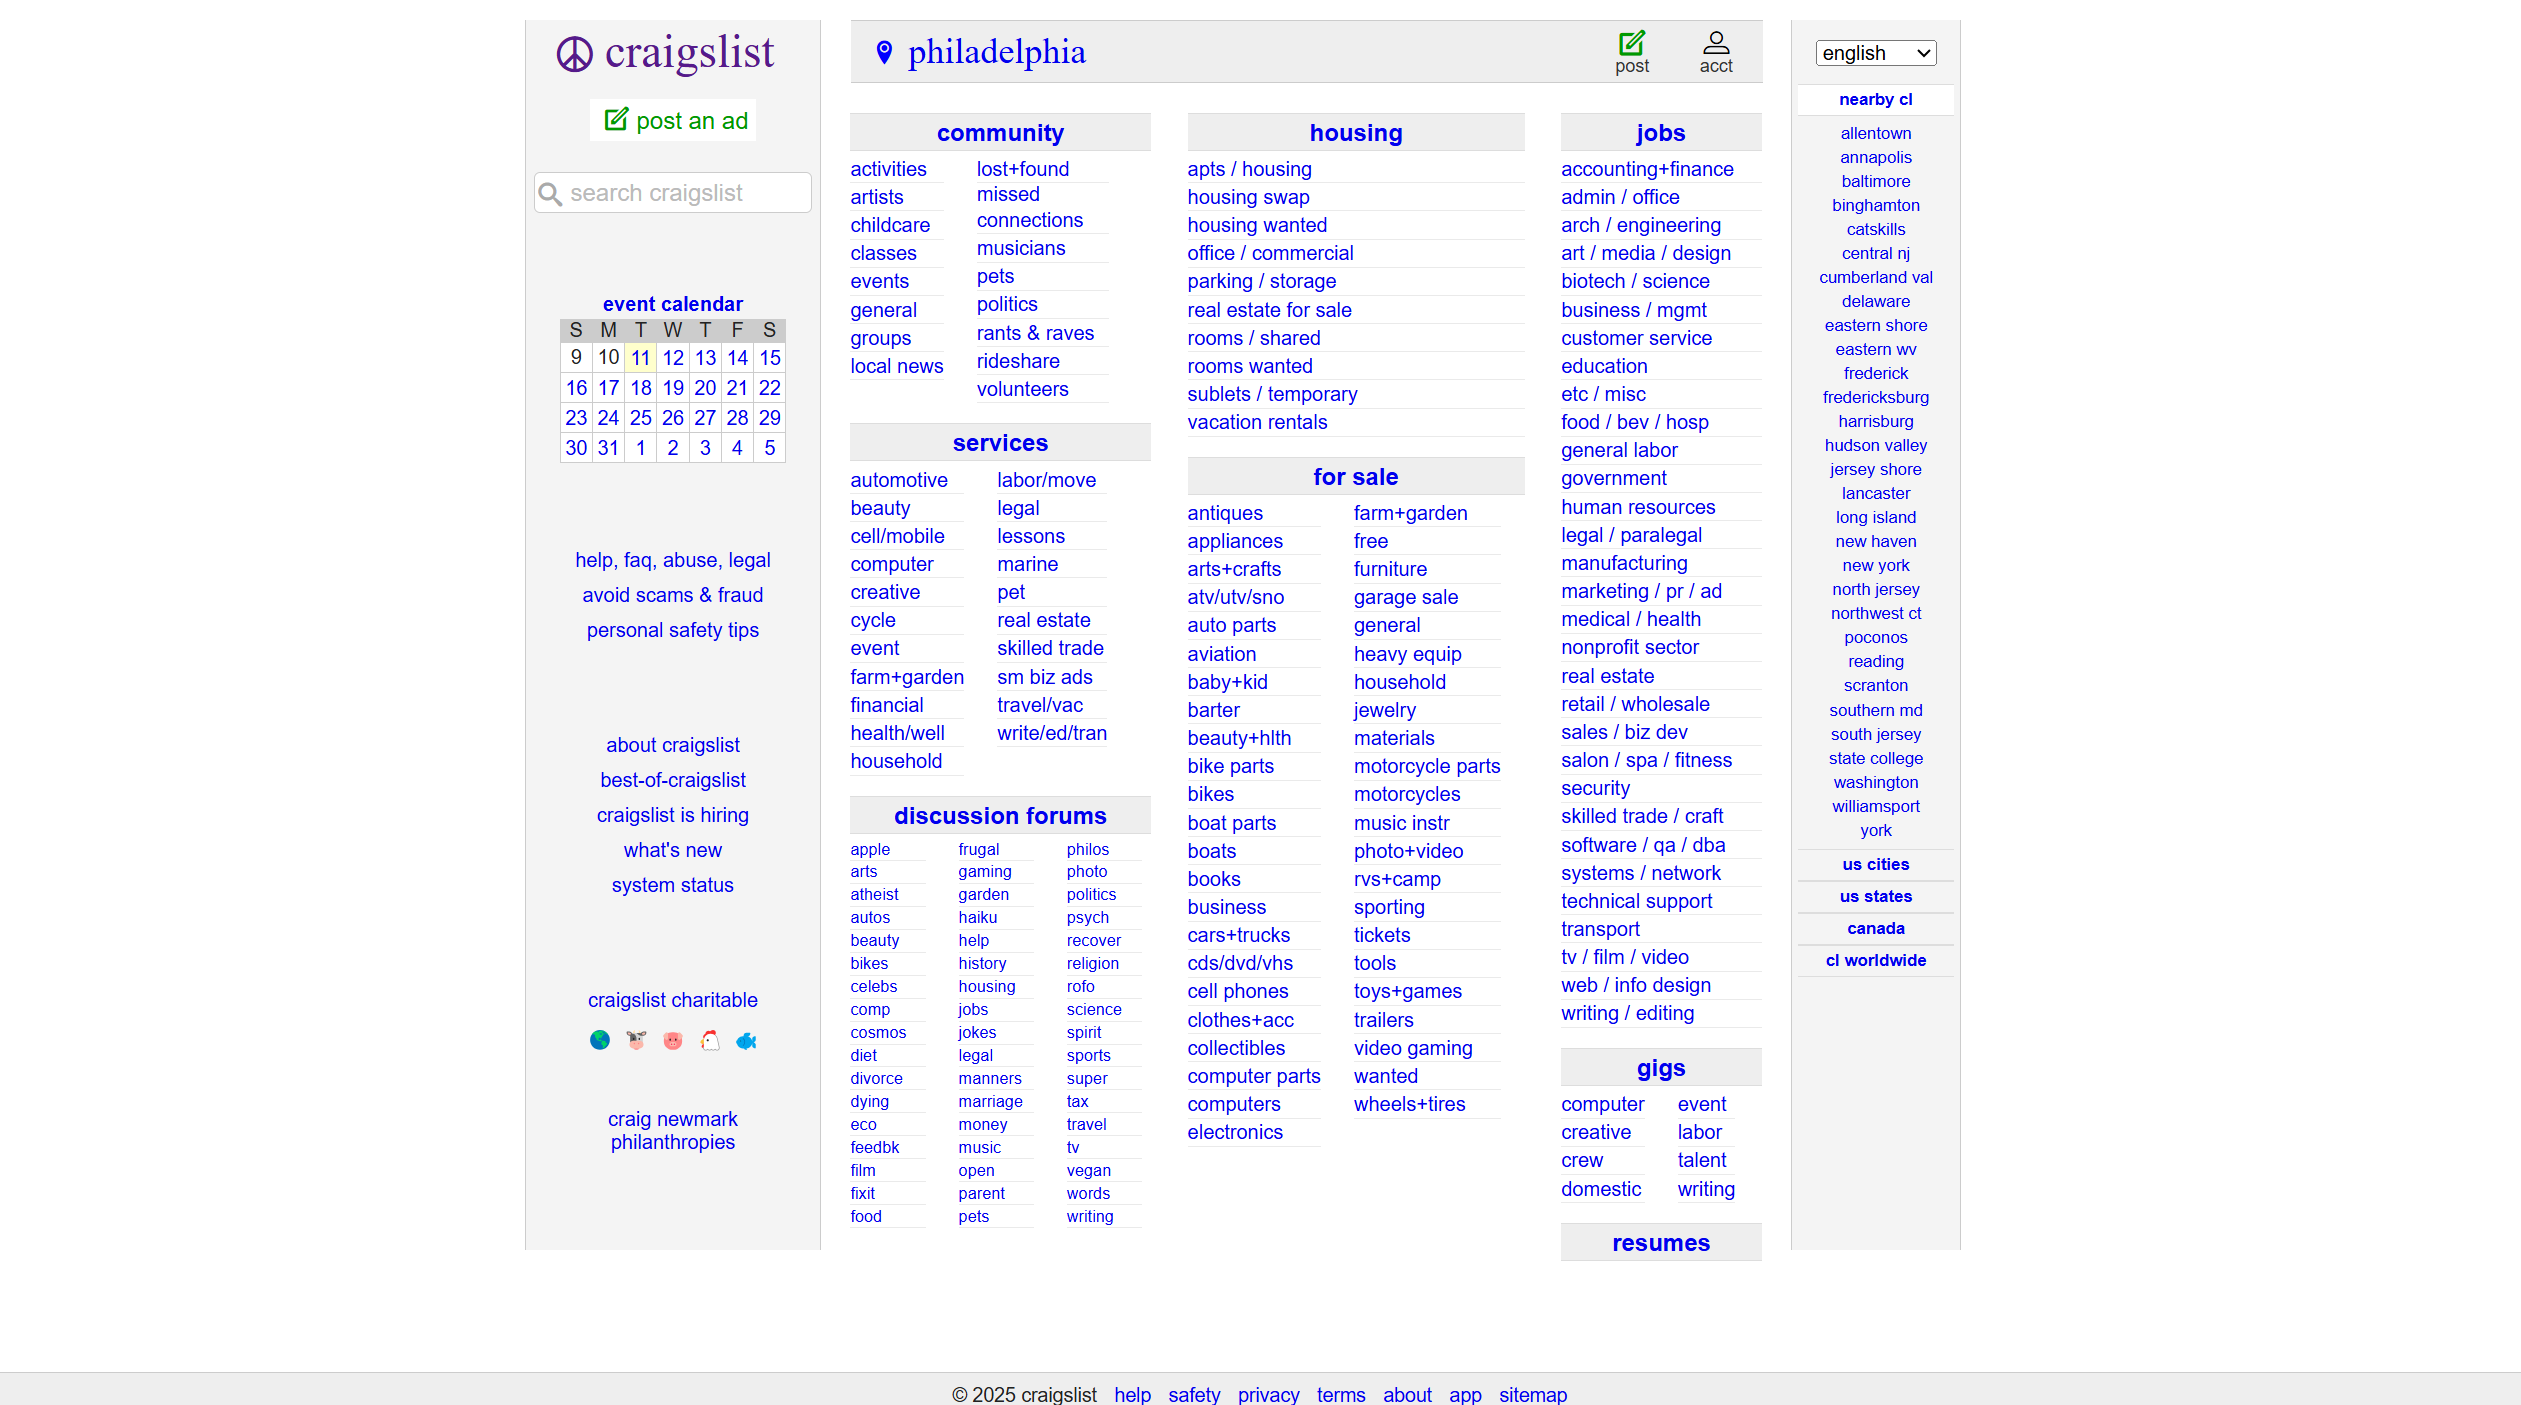 craigslist
post an ad
search craigslist
event calendar
S M T W T F S
9 10 11 12 13 14 15
16 17 18 19 20 21 22
23 24 25 26 27 28 29
30 31 1 2 3 4 5
help, faq, abuse, legal
avoid scams & fraud
personal safety tips
about craigslist
best-of-craigslist
craigslist is hiring
what's new
system status
craigslist charitable
craig newmark
philanthropies
philadelphia
post
acct
community
activities
artists
childcare
classes
events
general
groups
local news
lost+found
missed
connections
musicians
pets
politics
rants & raves
rideshare
volunteers
services
automotive
beauty
cell/mobile
computer
creative
cycle
event
farm+garden
financial
health/well
household
labor/move
legal
lessons
marine
pet
real estate
skilled trade
sm biz ads
travel/vac
write/ed/tran
discussion forums
apple
arts
atheist
autos
beauty
bikes
celebs
comp
cosmos
diet
divorce
dying
eco
feedbk
film
fixit
food
frugal
gaming
garden
haiku
help
history
housing
jobs
jokes
legal
manners
marriage
money
music
open
parent
pets
philos
photo
politics
psych
recover
religion
rofo
science
spirit
sports
super
tax
travel
tv
vegan
words
writing
housing
apts / housing
housing swap
housing wanted
office / commercial
parking / storage
real estate for sale
rooms / shared
rooms wanted
sublets / temporary
vacation rentals
for sale
antiques
appliances
arts+crafts
atv/utv/sno
auto parts
aviation
baby+kid
barter
beauty+hlth
bike parts
bikes
boat parts
boats
books
business
cars+trucks
cds/dvd/vhs
cell phones
clothes+acc
collectibles
computer parts
computers
electronics
farm+garden
free
furniture
garage sale
general
heavy equip
household
jewelry
materials
motorcycle parts
motorcycles
music instr
photo+video
rvs+camp
sporting
tickets
tools
toys+games
trailers
video gaming
wanted
wheels+tires
jobs
accounting+finance
admin / office
arch / engineering
art / media / design
biotech / science
business / mgmt
customer service
education
etc / misc
food / bev / hosp
general labor
government
human resources
legal / paralegal
manufacturing
marketing / pr / ad
medical / health
nonprofit sector
real estate
retail / wholesale
sales / biz dev
salon / spa / fitness
security
skilled trade / craft
software / qa / dba
systems / network
technical support
transport
tv / film / video
web / info design
writing / editing
gigs
computer
creative
crew
domestic
event
labor
talent
writing
resumes
english
nearby cl
allentown
annapolis
baltimore
binghamton
catskills
central nj
cumberland val
delaware
eastern shore
eastern wv
frederick
fredericksburg
harrisburg
hudson valley
jersey shore
lancaster
long island
new haven
new york
north jersey
northwest ct
poconos
reading
scranton
southern md
south jersey
state college
washington
williamsport
york
us cities
us states
canada
cl worldwide
© 2025 craigslist help safety privacy terms about app sitemap